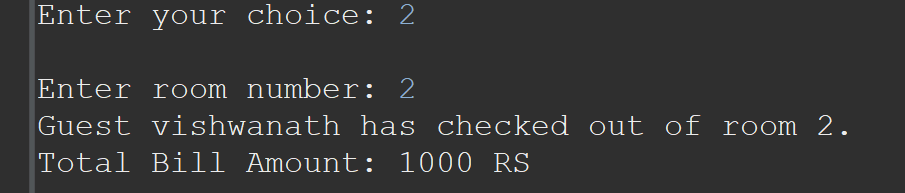 Enter your choice: 2
Enter room number: 2
Guest vishwanath has checked out of room 2.
Total Bill Amount: 1000 RS